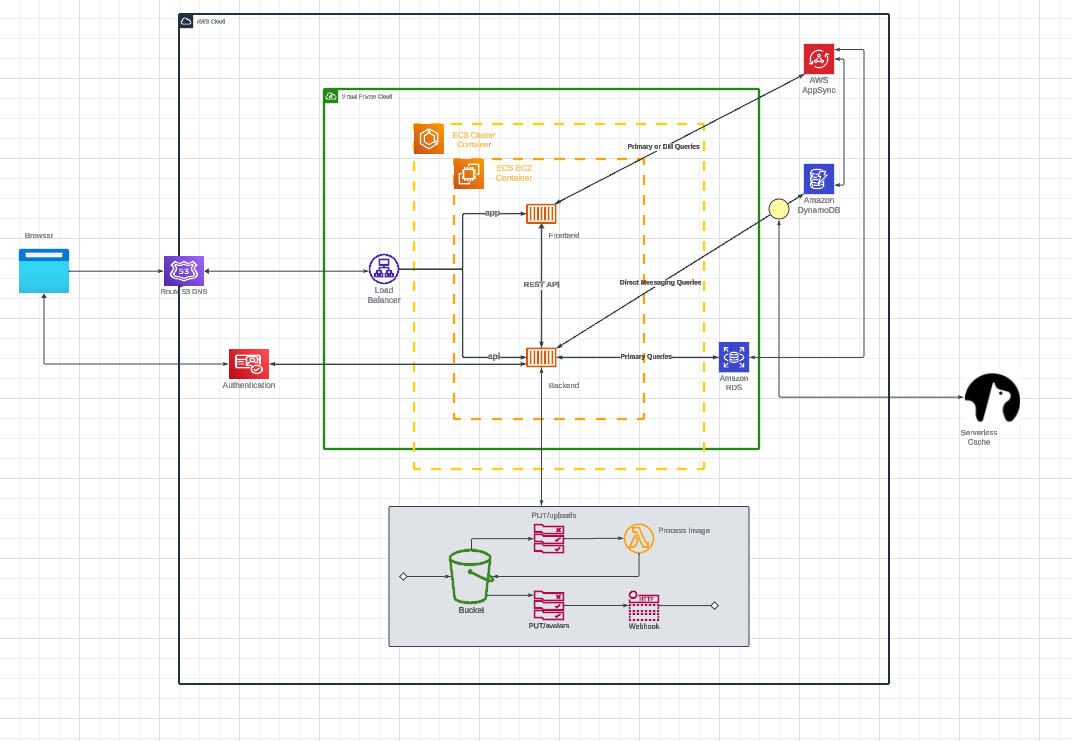 AWS Cloud
AWS
AppSync
Virtual Private Cloud
ECS Cluster
Container
Primary or DM Queries
ECS EC2
Container
Amazon
DynamoDB
app
Frontend
Browser
53
Route 53 DNS
Load
Balancer
REST API
Direct Messaging Queries
api
Primary Queries
Backend
Authentication
Amazon
RDS
Serverless
Cache
PUT/uploads
Process image
Bucket
HTTP
PUT/avatars
Webhook